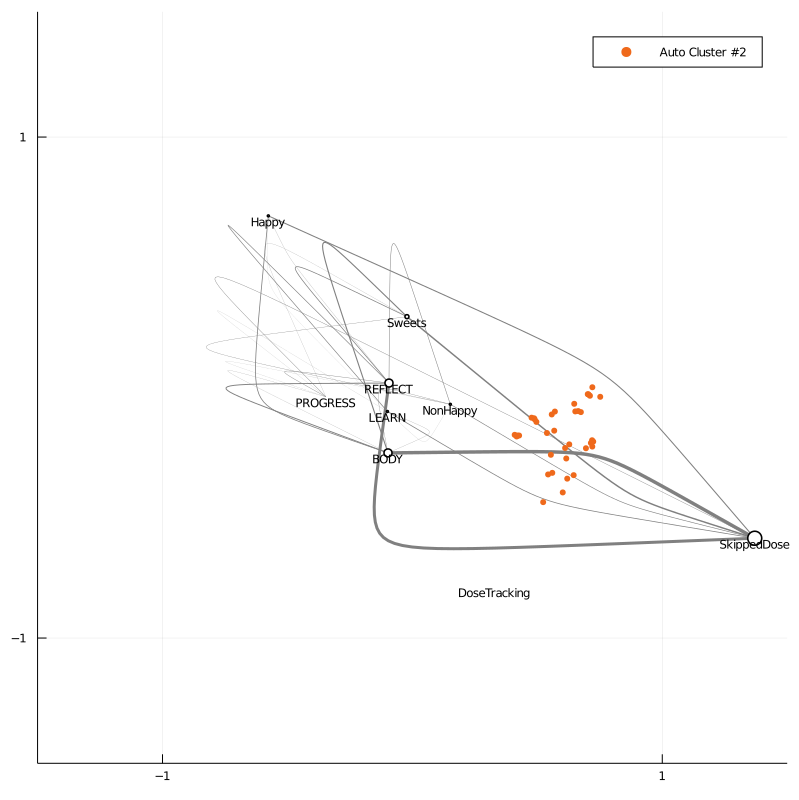 Auto Cluster #2
1
Happy
Sweets
REFLECT
PROGRESS
NonHappy
LEARN
BODY
SkippedDose
DoseTracking
−1
−1
1